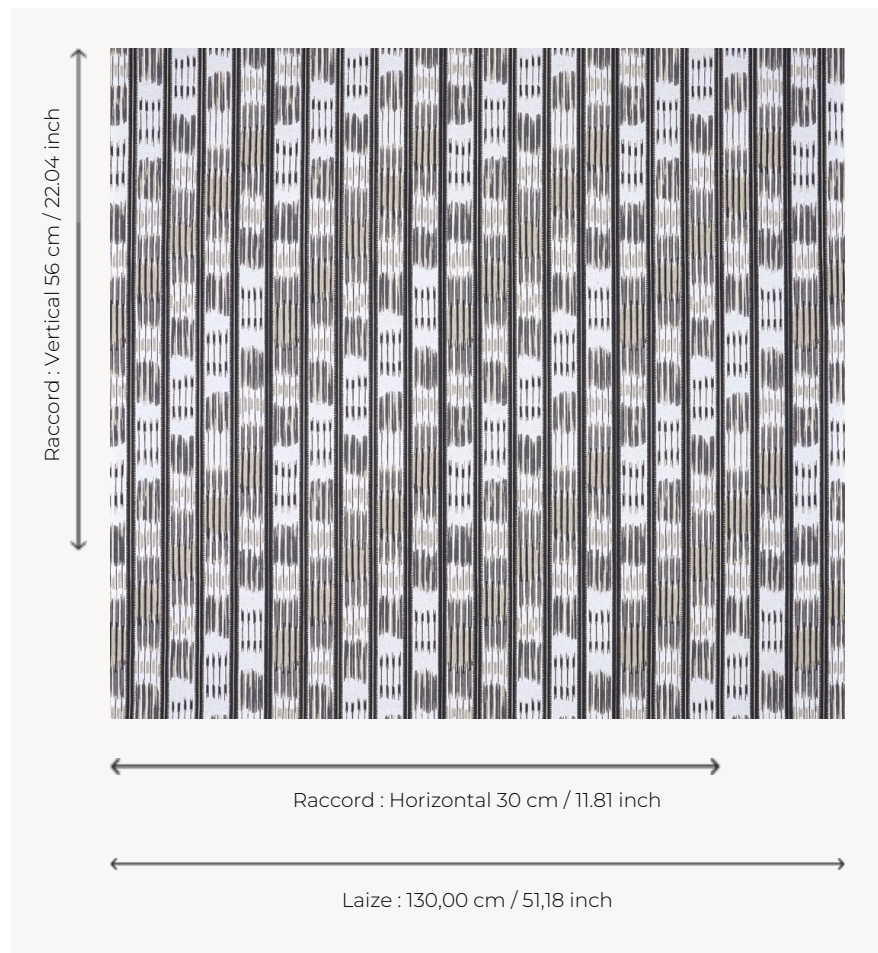 Raccord : Vertical 56 cm / 22.04 inch
Raccord : Horizontal 30 cm / 11.81 inch
Laize : 130,00 cm / 51,18 inch